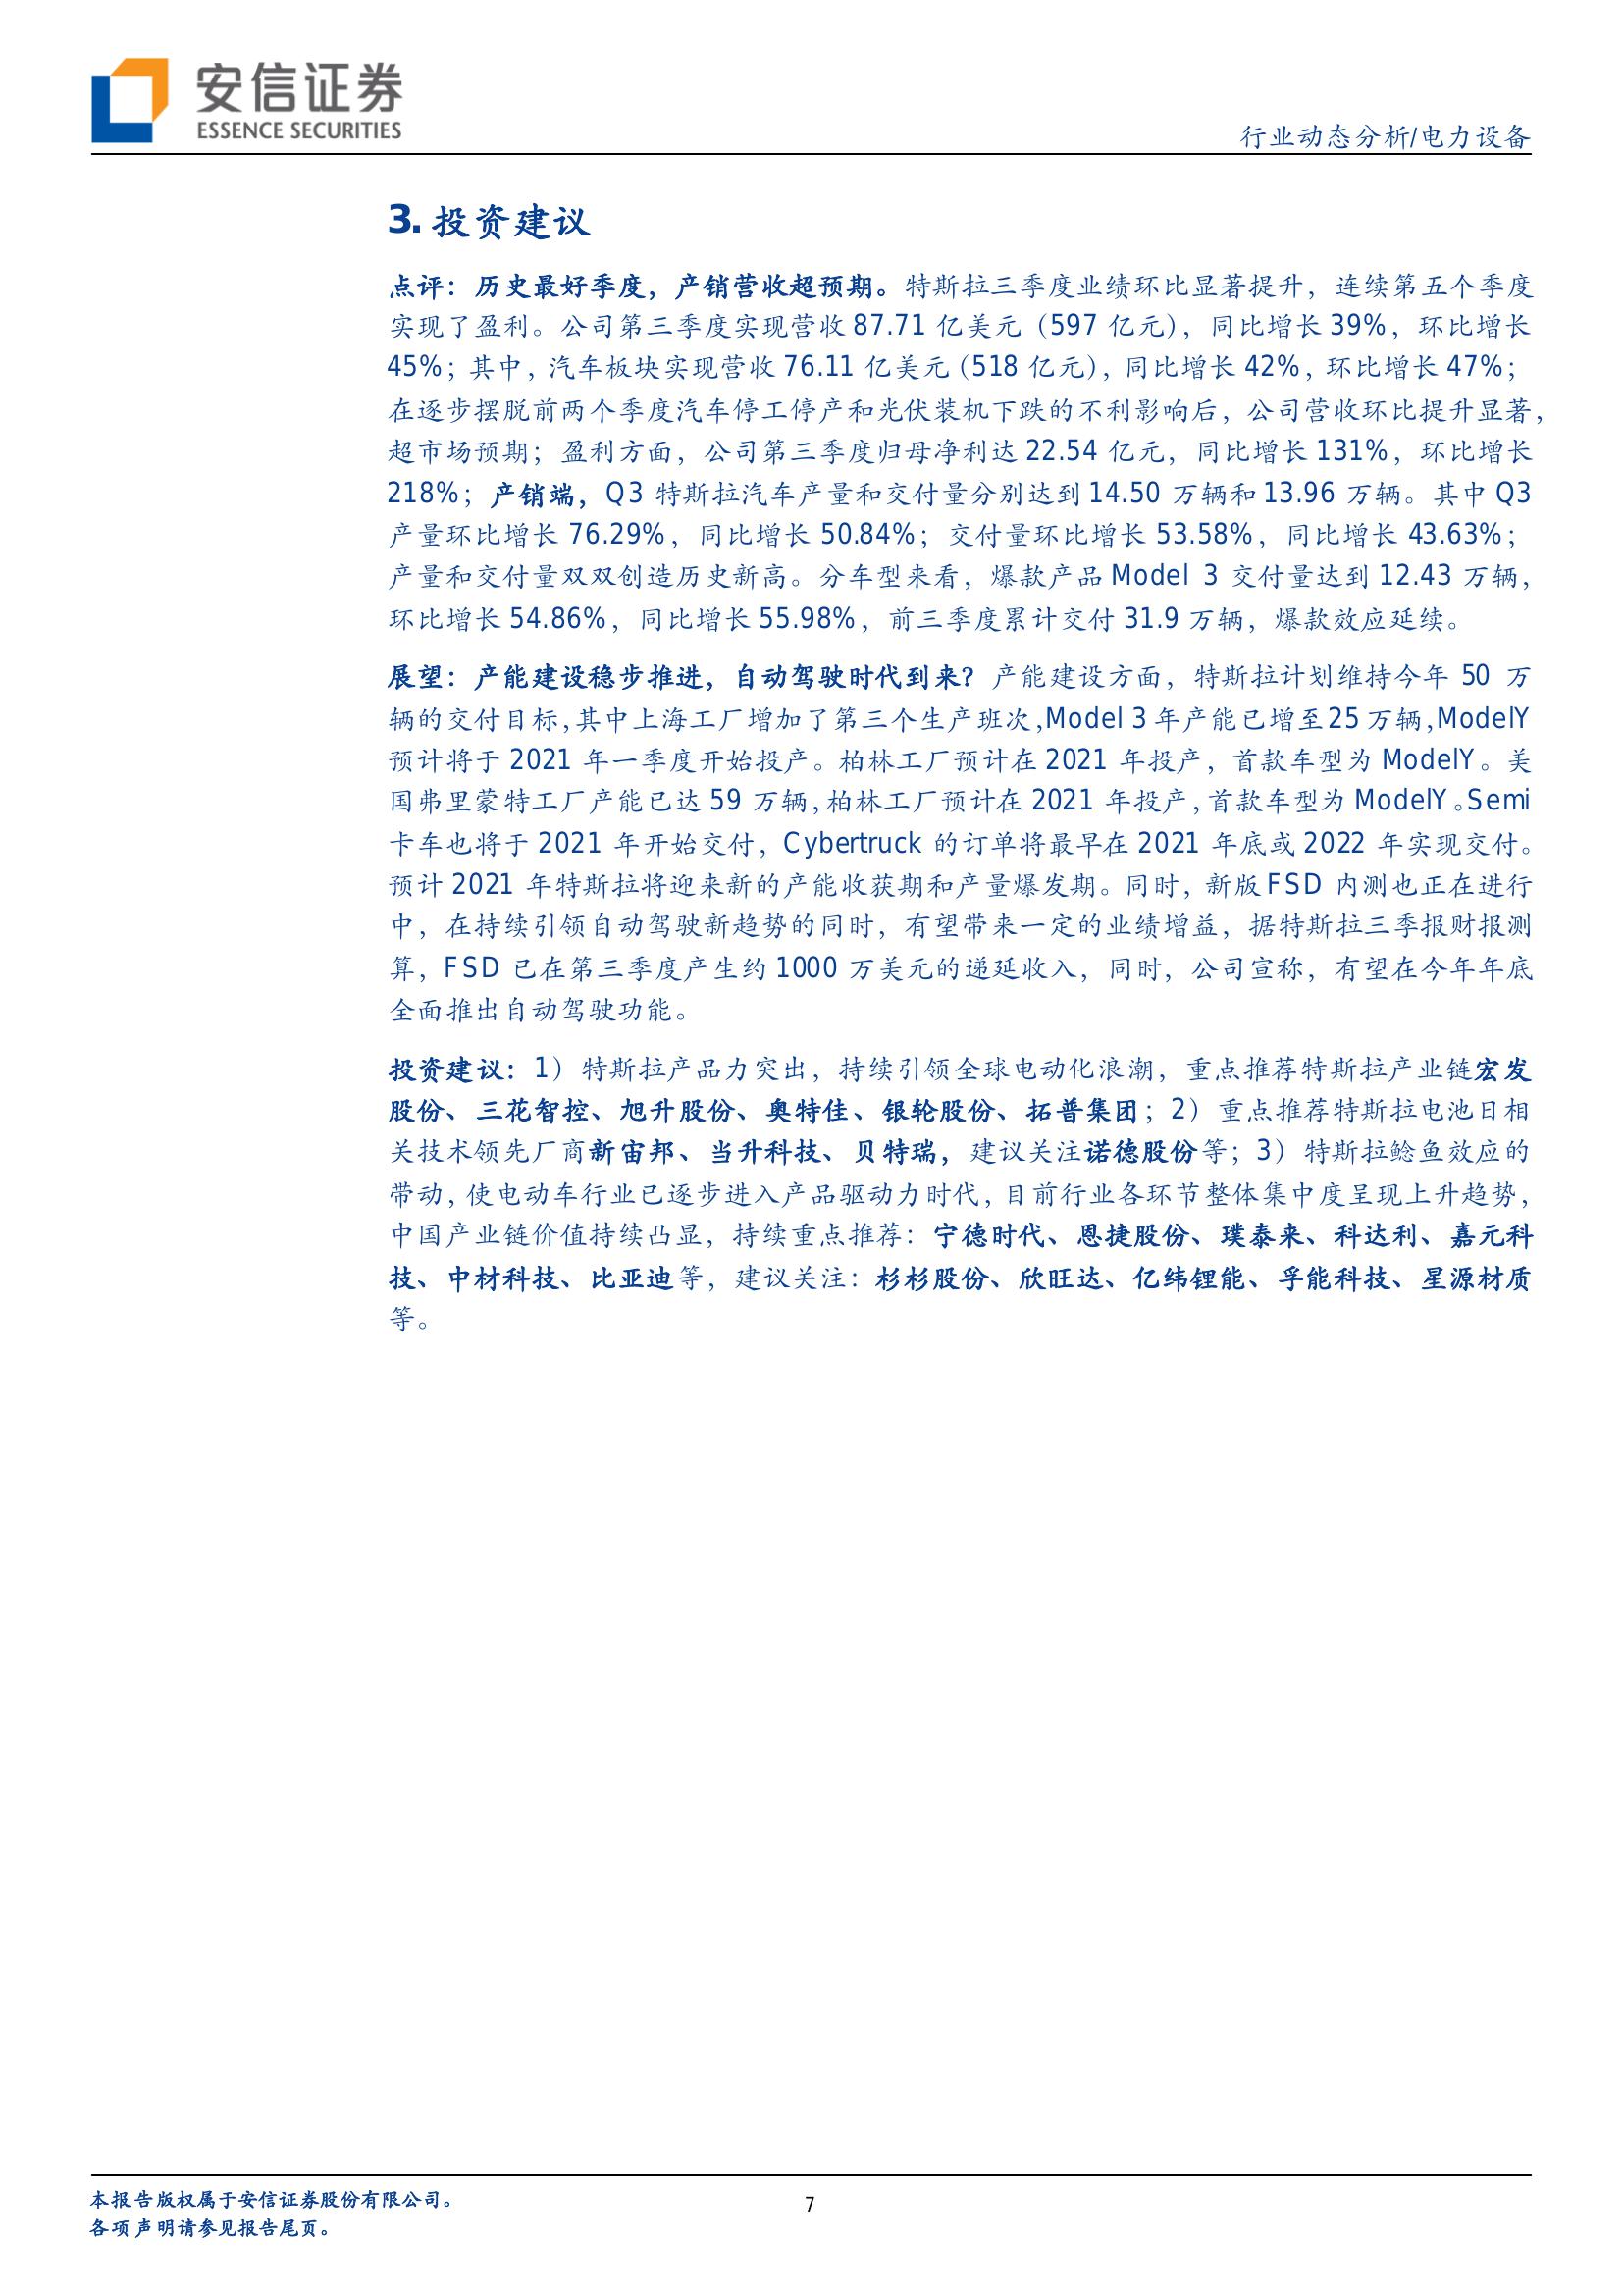 安信证券
ESSENCE SECURITIES
行业动态分析/电力设备
3. 投资建议
点评：历史最好季度，产销营收超预期。特斯拉三季度业绩环比显著提升，连续第五个季度
实现了盈利。公司第三季度实现营收 87.71 亿美元（597 亿元），同比增长 39%，环比增长
45%；其中，汽车板块实现营收 76.11 亿美元（518 亿元），同比增长 42%，环比增长 47%；
在逐步摆脱前两个季度汽车停工停产和光伏装机下跌的不利影响后，公司营收环比提升显著，
超市场预期；盈利方面，公司第三季度归母净利达 22.54 亿元，同比增长 131%，环比增长
218%；产销端，Q3 特斯拉汽车产量和交付量分别达到 14.50 万辆和 13.96 万辆。其中 Q3
产量环比增长 76.29%，同比增长 50.84%；交付量环比增长 53.58%，同比增长 43.63%；
产量和交付量双双创造历史新高。分车型来看，爆款产品 Model 3 交付量达到 12.43 万辆，
环比增长 54.86%，同比增长 55.98%，前三季度累计交付 31.9 万辆，爆款效应延续。
展望：产能建设稳步推进，自动驾驶时代到来？产能建设方面，特斯拉计划维持今年 50 万
辆的交付目标，其中上海工厂增加了第三个生产班次，Model 3 年产能已增至 25 万辆，ModelY
预计将于 2021 年一季度开始投产。柏林工厂预计在 2021 年投产，首款车型为 ModelY。美
国弗里蒙特工厂产能已达 59 万辆，柏林工厂预计在 2021 年投产，首款车型为 ModelY。Semi
卡车也将于 2021 年开始交付，Cybertruck 的订单将最早在 2021 年底或 2022 年实现交付。
预计 2021 年特斯拉将迎来新的产能收获期和产量爆发期。同时，新版 FSD 内测也正在进行
中，在持续引领自动驾驶新趋势的同时，有望带来一定的业绩增益，据特斯拉三季报财报测
算，FSD 已在第三季度产生约 1000 万美元的递延收入，同时，公司宣称，有望在今年年底
全面推出自动驾驶功能。
投资建议：1）特斯拉产品力突出，持续引领全球电动化浪潮，重点推荐特斯拉产业链宏发
股份、三花智控、旭升股份、奥特佳、银轮股份、拓普集团；2）重点推荐特斯拉电池日相
关技术领先厂商新宙邦、当升科技、贝特瑞，建议关注诺德股份等；3）特斯拉鲶鱼效应的
带动，使电动车行业已逐步进入产品驱动力时代，目前行业各环节整体集中度呈现上升趋势，
中国产业链价值持续凸显，持续重点推荐：宁德时代、恩捷股份、璞泰来、科达利、嘉元科
技、中材科技、比亚迪等，建议关注：杉杉股份、欣旺达、亿纬锂能、孚能科技、星源材质
等。
本报告版权属于安信证券股份有限公司。
7
各项声明请参见报告尾页。